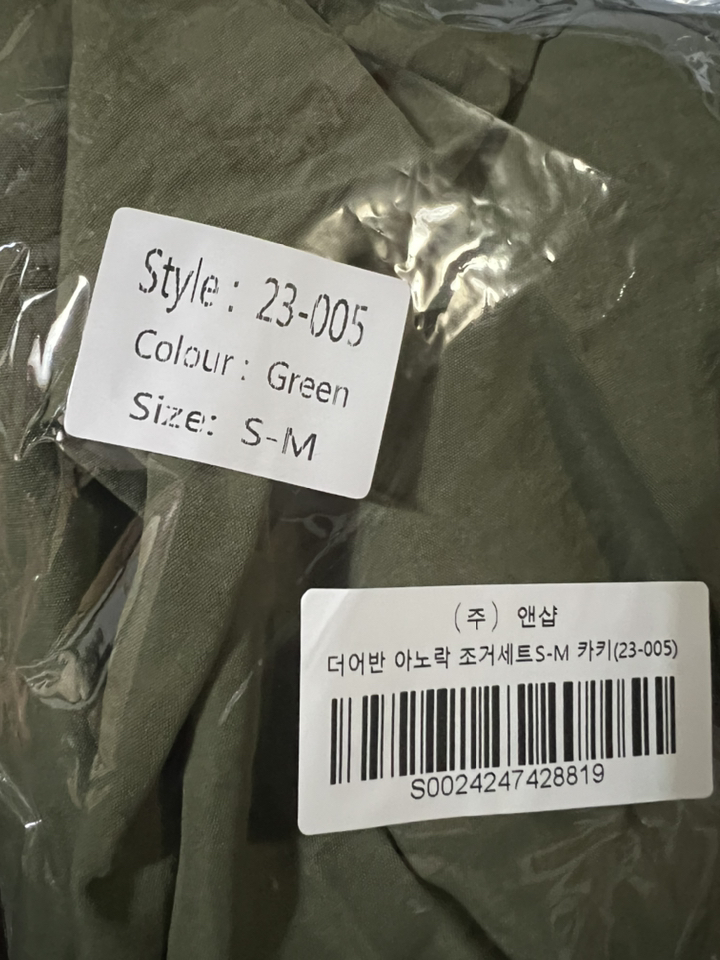 Style : 23-005
Colour : Green
Size: S-M
(주) 앤샵
더어반 아노락 조거세트S-M 카키(23-005)
S0024247428819